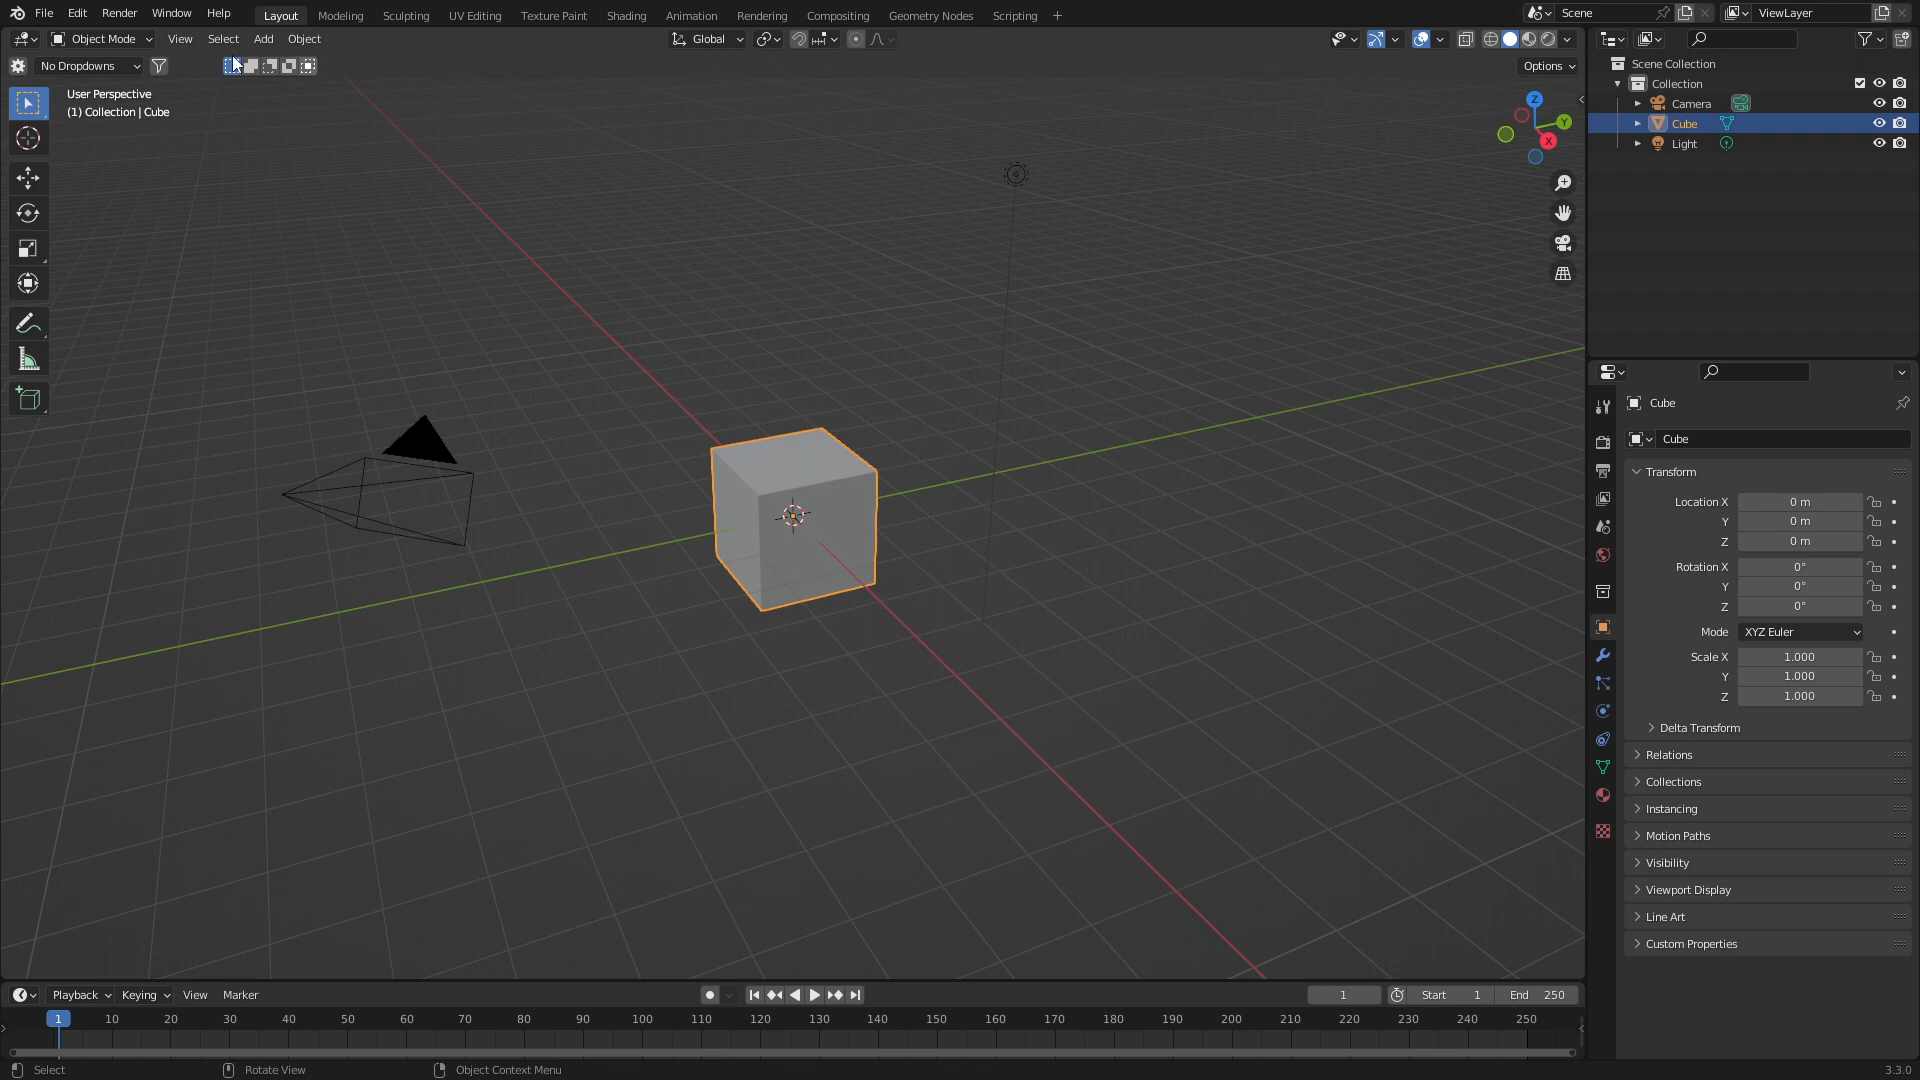 File Edit Render Window Help Layout Modeling Sculpting UV Editing Texture Paint Shading Animation Rendering Compositing Geometry Nodes Scripting + Scene ViewLayer
Object Mode View Select Add Object Global
No Dropdowns Options
User Perspective
(1) Collection | Cube
Z
Y
X
Scene Collection
Collection
Camera
Cube
Light
Cube
Cube
Transform
Location X 0 m
Y 0 m
Z 0 m
Rotation X 0°
Y 0°
Z 0°
Mode XYZ Euler
Scale X 1.000
Y 1.000
Z 1.000
Delta Transform
Relations
Collections
Instancing
Motion Paths
Visibility
Viewport Display
Line Art
Custom Properties
Playback Keying View Marker 1 Start 1 End 250
1 10 20 30 40 50 60 70 80 90 100 110 120 130 140 150 160 170 180 190 200 210 220 230 240 250
Select Rotate View Object Context Menu 3.3.0